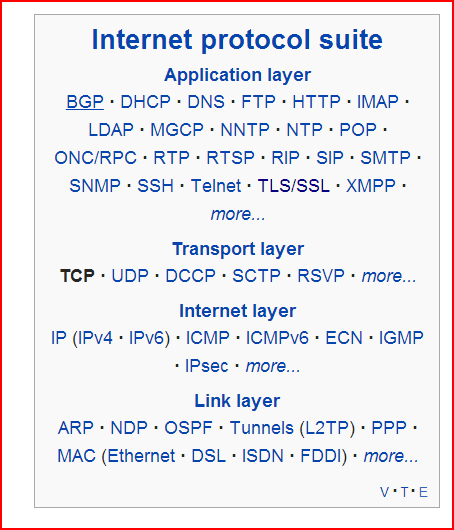 Internet protocol suite
Application layer
BGP · DHCP · DNS · FTP · HTTP · IMAP ·
LDAP · MGCP · NNTP · NTP · POP ·
ONC/RPC · RTP · RTSP · RIP · SIP · SMTP ·
SNMP · SSH · Telnet · TLS/SSL · XMPP ·
more...
Transport layer
TCP · UDP · DCCP · SCTP · RSVP · more...
Internet layer
IP (IPv4 · IPv6) · ICMP · ICMPv6 · ECN · IGMP
· IPsec · more...
Link layer
ARP · NDP · OSPF · Tunnels (L2TP) · PPP ·
MAC (Ethernet · DSL · ISDN · FDDI) · more...
V · T · E